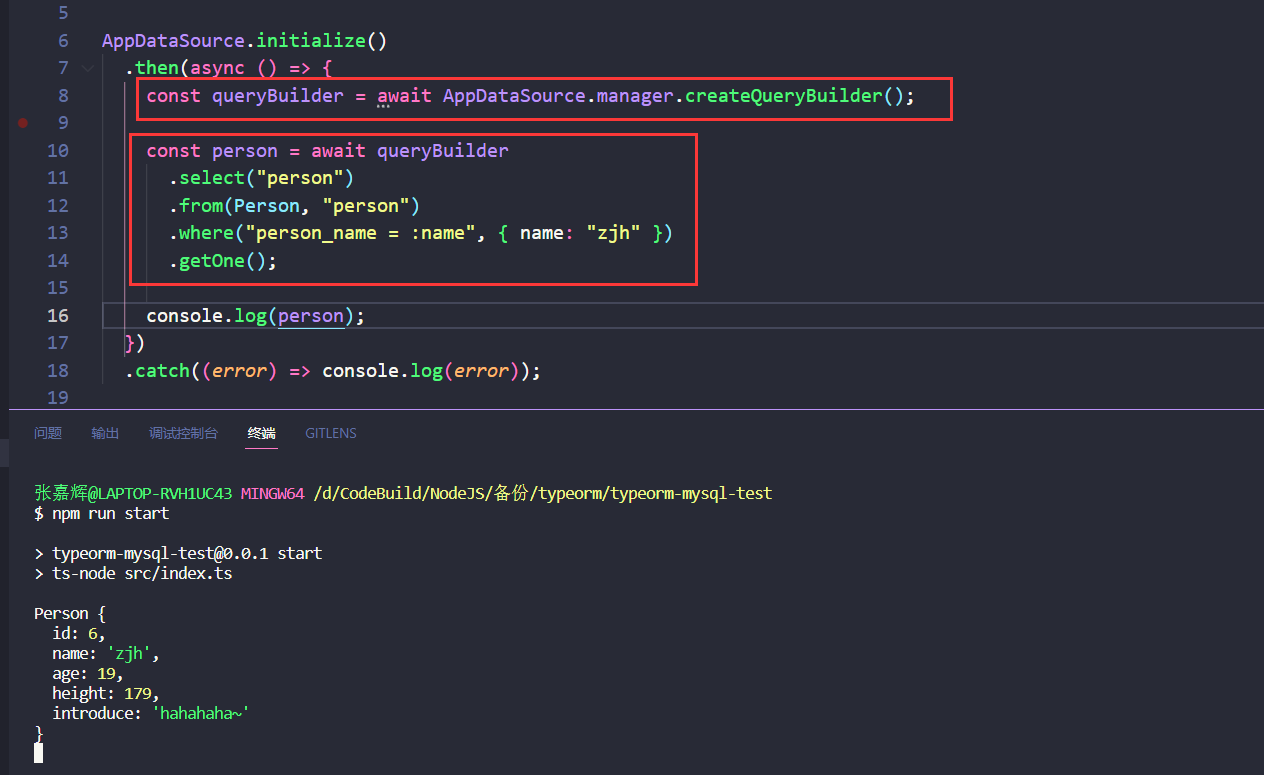 5
6 AppDataSource.initialize()
7 .then(async () => {
8 const queryBuilder = await AppDataSource.manager.createQueryBuilder();
9
10 const person = await queryBuilder
11 .select("person")
12 .from(Person, "person")
13 .where("person_name = :name", { name: "zjh" })
14 .getOne();
15
16 console.log(person);
17 })
18 .catch((error) => console.log(error));
19
问题 输出 调试控制台 终端 GITLENS
张嘉辉@LAPTOP-RVH1UC43 MINGW64 /d/CodeBuild/NodeJS/备份/typeorm/typeorm-mysql-test
$ npm run start
> typeorm-mysql-test@0.0.1 start
> ts-node src/index.ts
Person {
id: 6,
name: 'zjh',
age: 19,
height: 179,
introduce: 'hahahaha~'
}